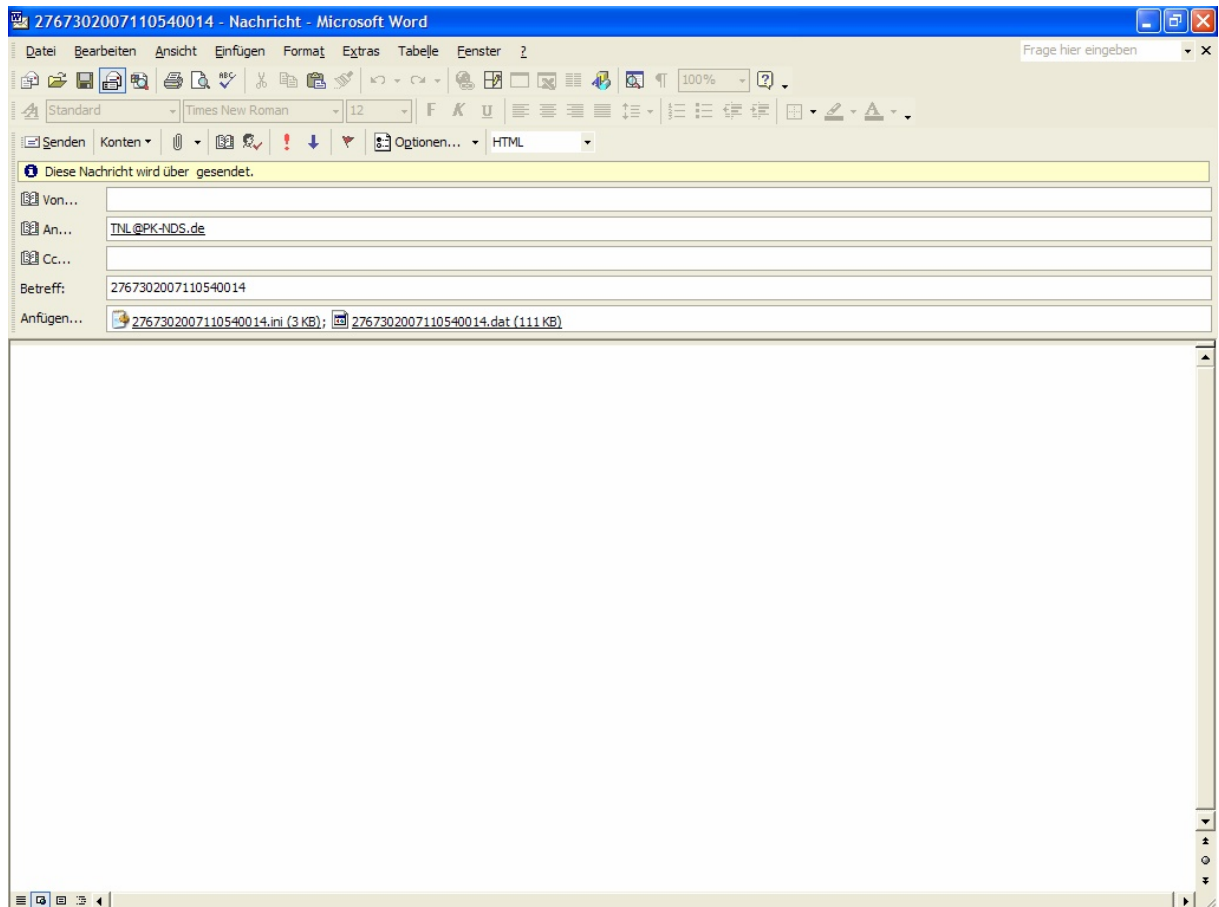 2767302007110540014 - Nachricht - Microsoft Word
Datei Bearbeiten Ansicht Einfügen Format Extras Tabelle Fenster ? Frage hier eingeben
100%
Standard Times New Roman 12 F K U
Senden Konten Optionen... HTML
Diese Nachricht wird über gesendet.
Von...
An... TNL@PK-NDS.de
Cc...
Betreff: 2767302007110540014
Anfügen... 2767302007110540014.ini (3 KB); 2767302007110540014.dat (111 KB)